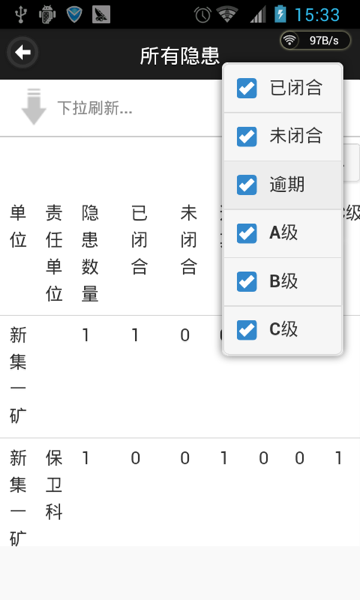 15:33
所有隐患
97B/s
下拉刷新...
已闭合
未闭合
逾期
A级
B级
C级
单位 责任单位 隐患数量 已闭合 未闭合 级
新集一矿 1 1 0
新集一矿 保卫科 1 0 0 1 0 0 1